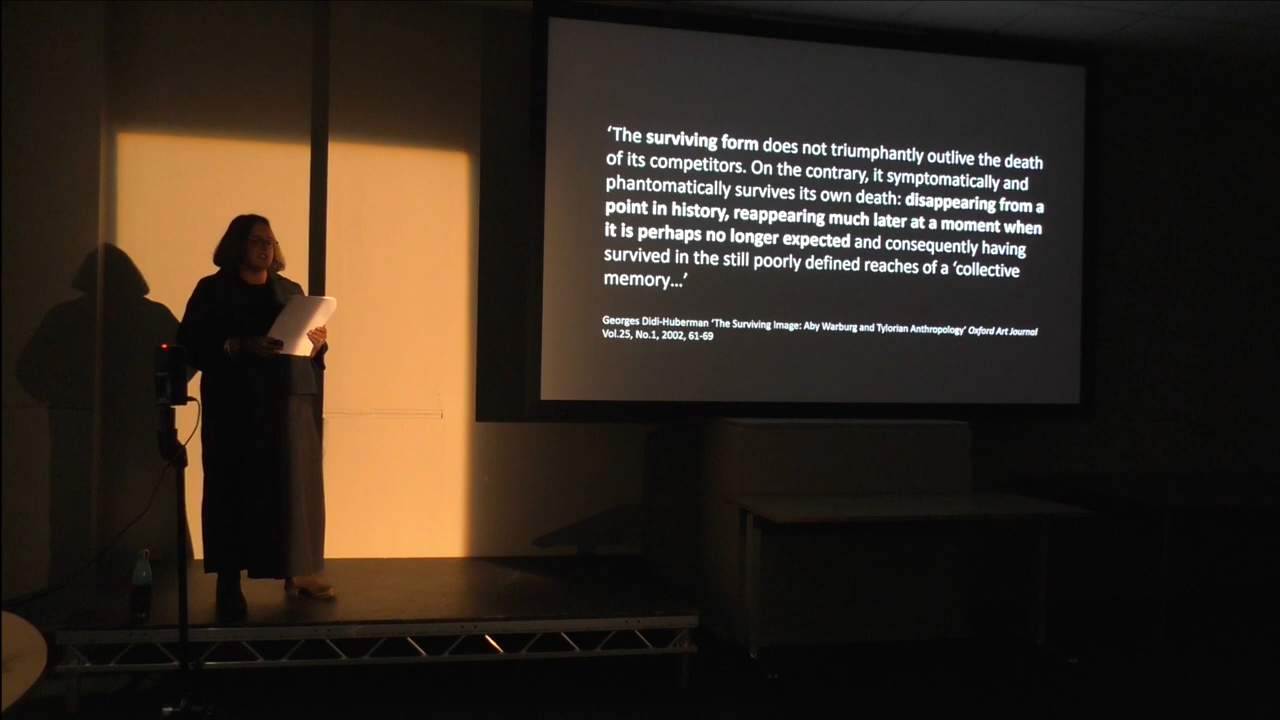 ‘The surviving form does not triumphantly outlive the death
of its competitors. On the contrary, it symptomatically and
phantomatically survives its own death: disappearing from a
point in history, reappearing much later at a moment when
it is perhaps no longer expected and consequently having
survived in the still poorly defined reaches of a ‘collective
memory...’
Georges Didi-Huberman ‘The Surviving Image: Aby Warburg and Tylorian Anthropology’ Oxford Art Journal
Vol.25, No.1, 2002, 61-69